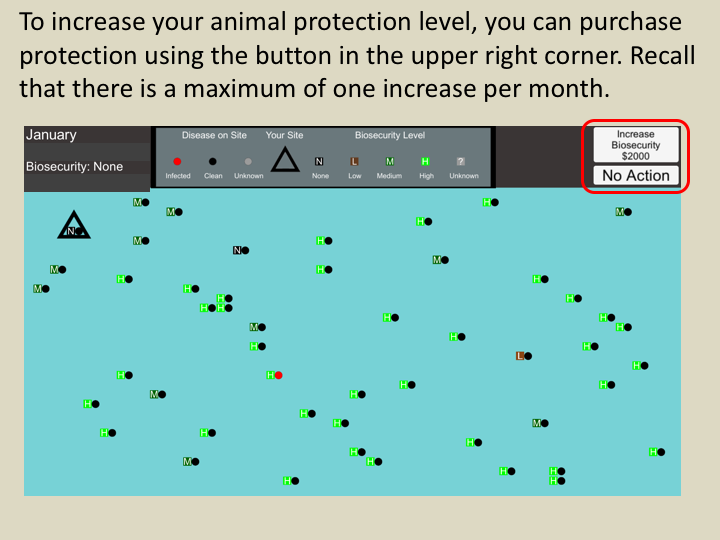 To increase your animal protection level, you can purchase
protection using the button in the upper right corner. Recall
that there is a maximum of one increase per month.
January
Biosecurity: None
Disease on Site
Your Site
Biosecurity Level
N
L
M
H
?
Infected
Clean
Unknown
None
Low
Medium
High
Unknown
Increase
Biosecurity
$2000
No Action
M
H
M
M
N
H
M
M
H
N
H
M
M
H
H
M
H
H
H
H
H
H
H
H
M
H
H
H
H
L
H
H
H
H
H
M
H
H
H
H
H
M
H
H
H
H
M
H
H
H
H
H
H